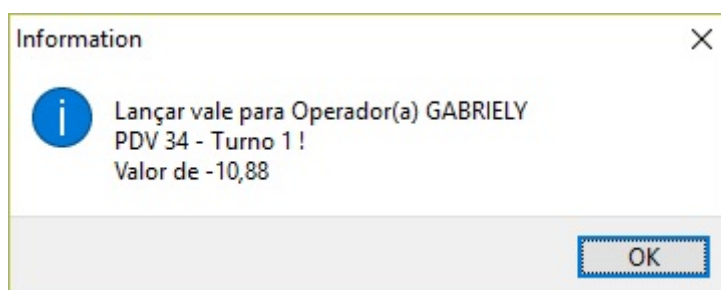 Information
Lançar vale para Operador(a) GABRIELY
PDV 34 - Turno 1 !
Valor de -10,88
OK